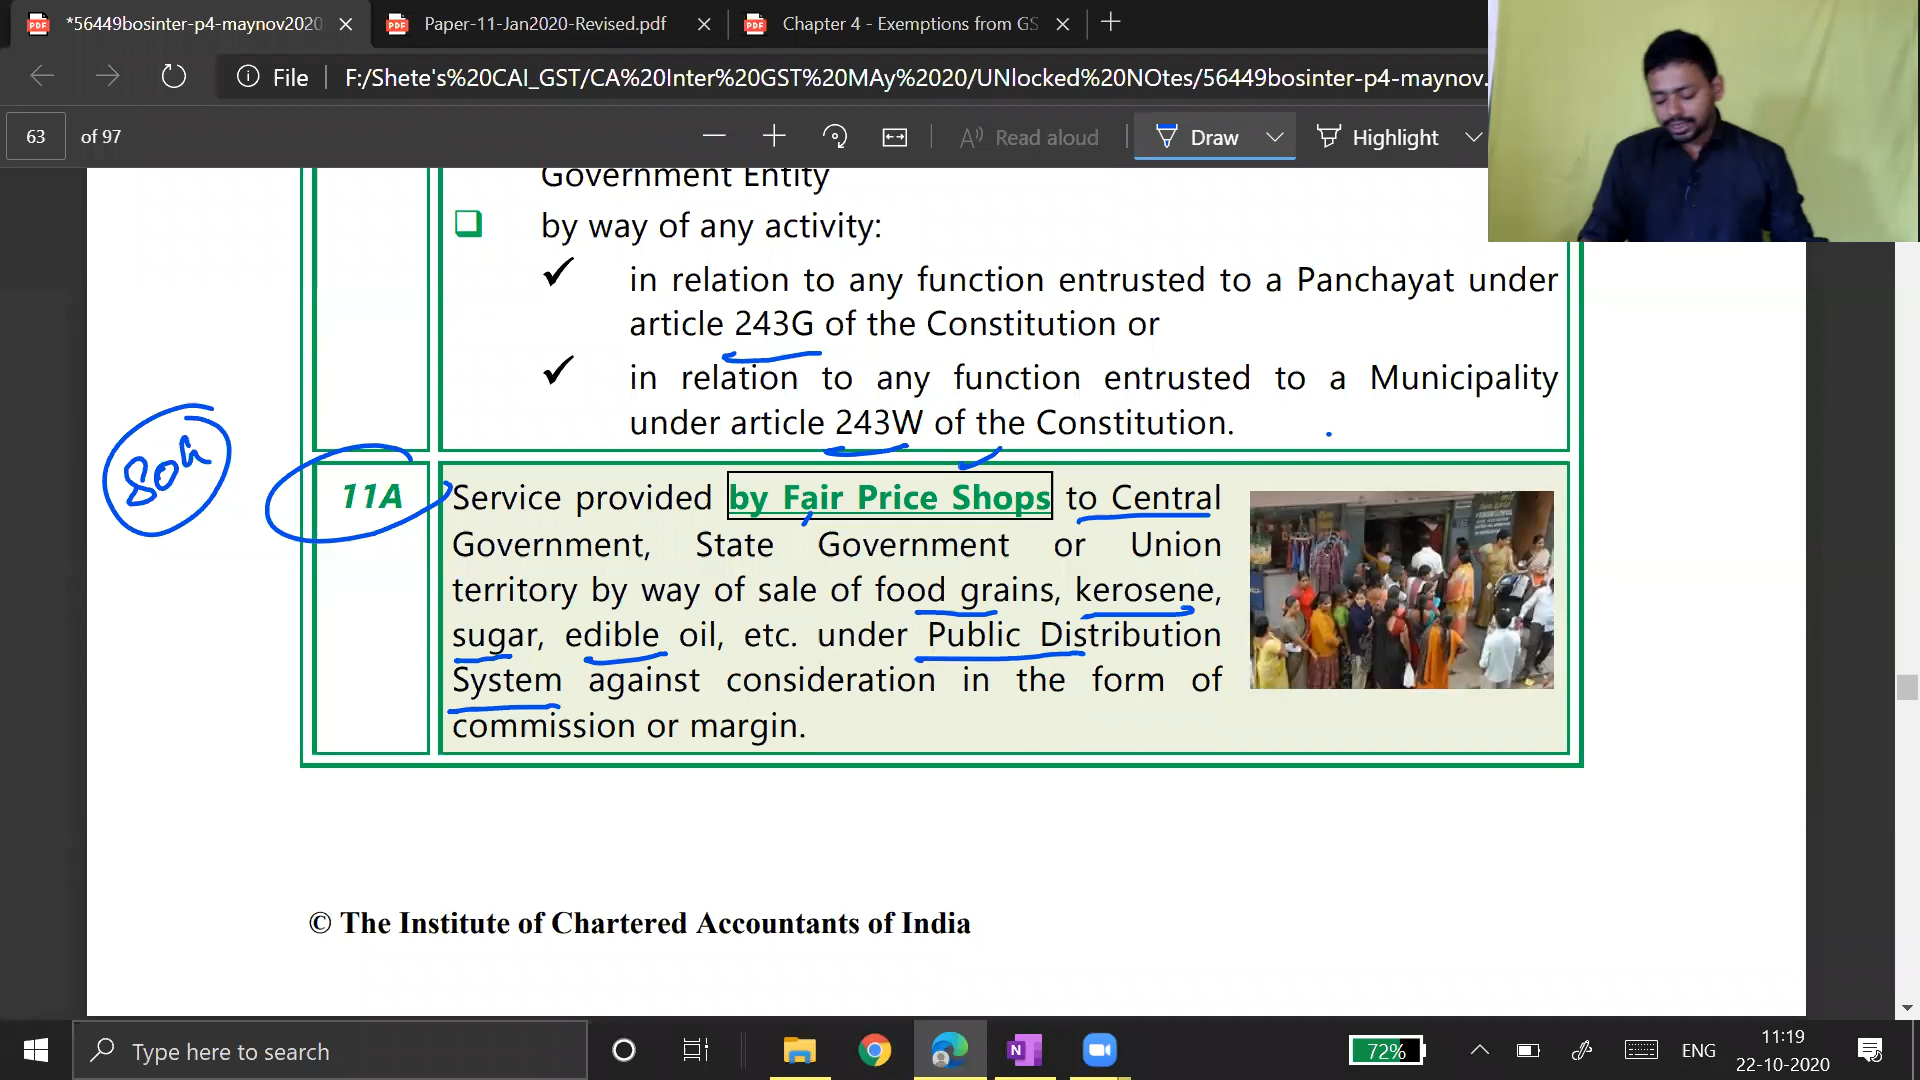 *56449bosinter-p4-maynov2020
Paper-11-Jan2020-Revised.pdf
Chapter 4 - Exemptions from GS
File
F:/Shete's%20CAI_GST/CA%20Inter%20GST%20MAy%202020/UNlocked%20NOtes/56449bosinter-p4-maynov.
63 of 97
Read aloud
Draw
Highlight
Government Entity
by way of any activity:
in relation to any function entrusted to a Panchayat under
article 243G of the Constitution or
in relation to any function entrusted to a Municipality
under article 243W of the Constitution.
11A
Service provided by Fair Price Shops to Central
Government, State Government or Union
territory by way of sale of food grains, kerosene,
sugar, edible oil, etc. under Public Distribution
System against consideration in the form of
commission or margin.
© The Institute of Chartered Accountants of India
Type here to search
72%
ENG
11:19
22-10-2020